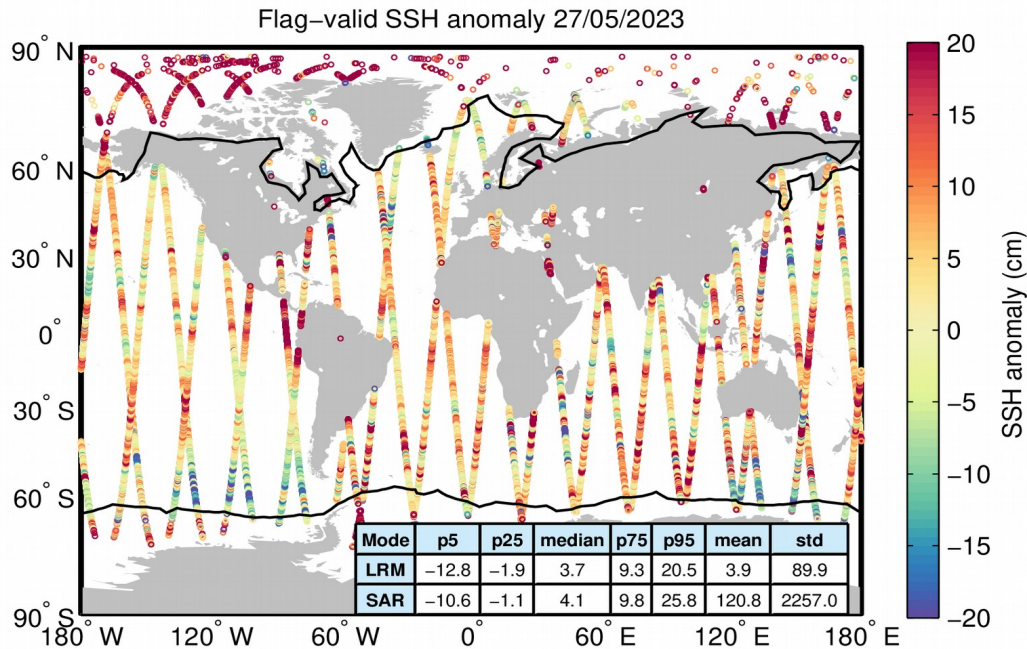 Flag−valid SSH anomaly 27/05/2023
90° N
60° N
30° N
0°
30° S
60° S
90° S
180° W
120° W
60° W
0°
60° E
120° E
180° E
Mode p5 p25 median p75 p95 mean std
LRM −12.8 −1.9 3.7 9.3 20.5 3.9 89.9
SAR −10.6 −1.1 4.1 9.8 25.8 120.8 2257.0
20
15
10
5
0
−5
−10
−15
−20
SSH anomaly (cm)